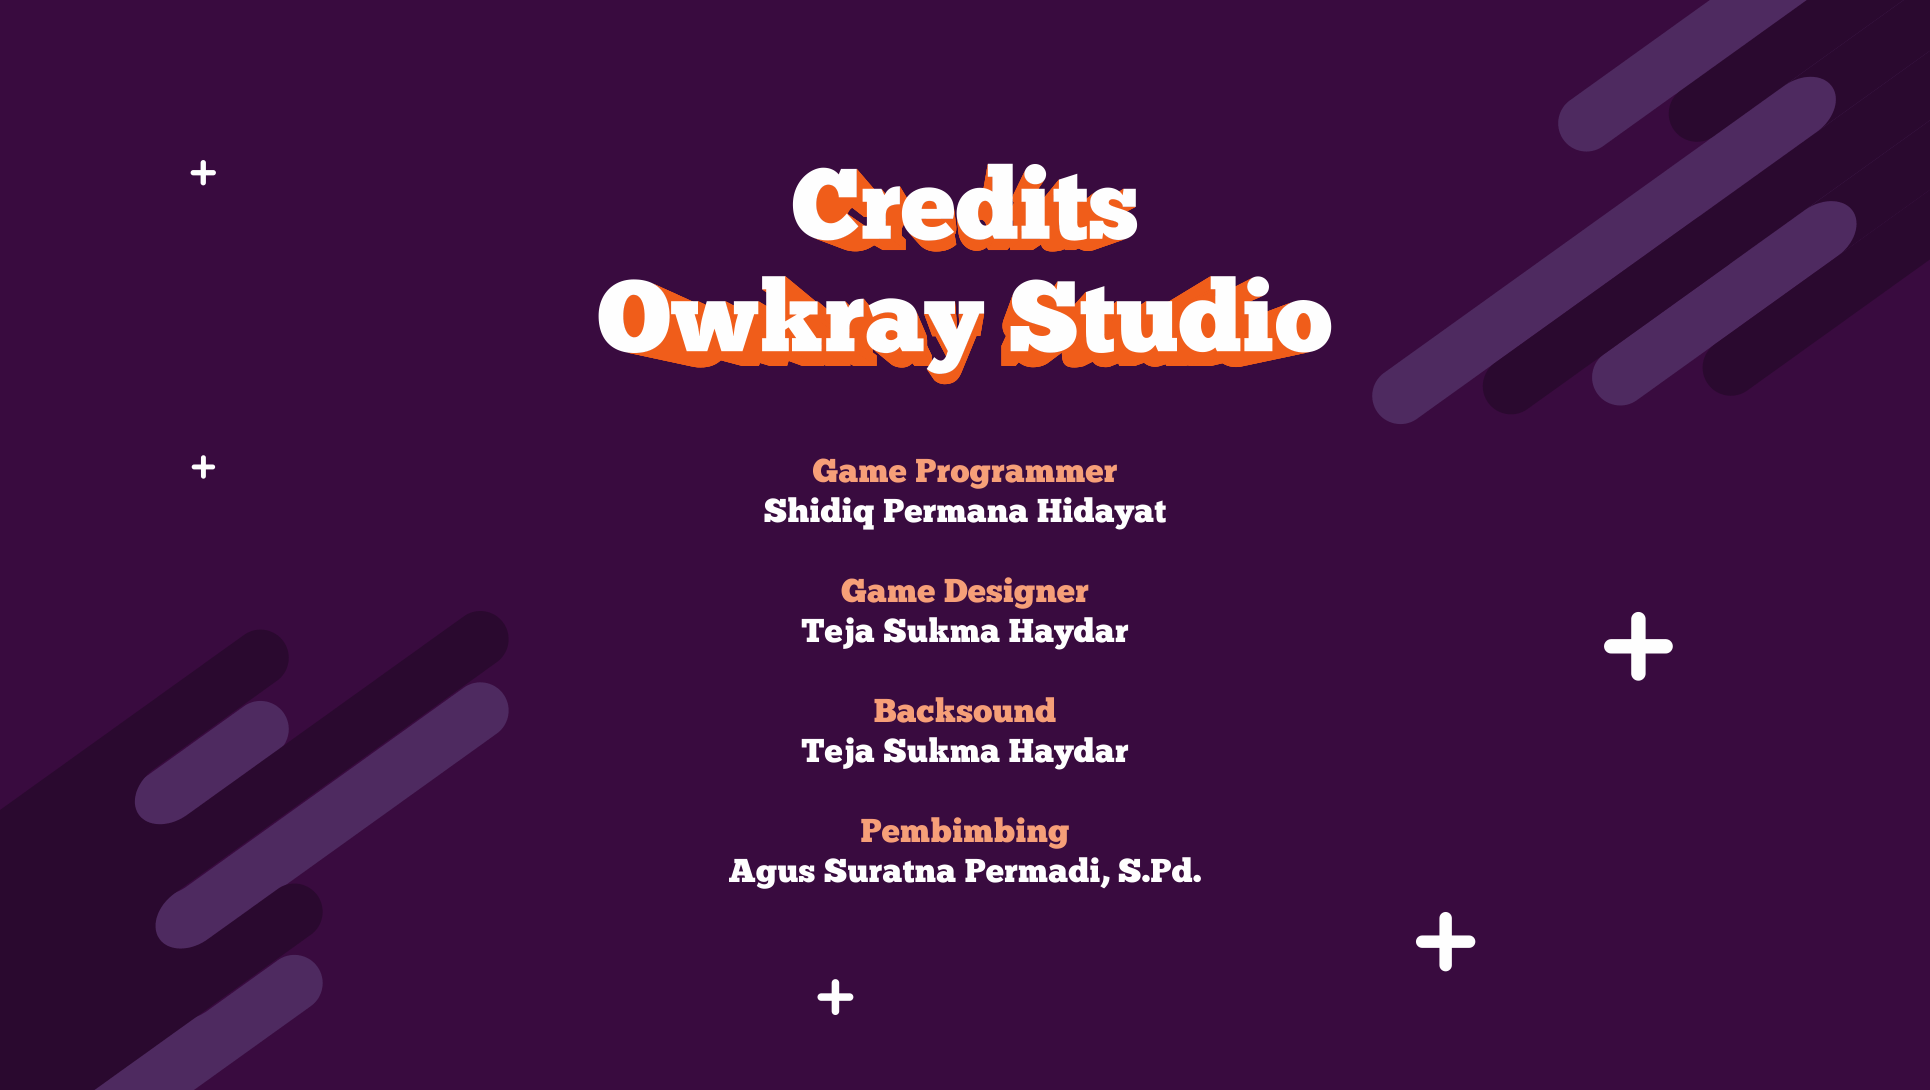 Credits
Owkray Studio
Game Programmer
Shidiq Permana Hidayat
Game Designer
Teja Sukma Haydar
Backsound
Teja Sukma Haydar
Pembimbing
Agus Suratna Permadi, S.Pd.